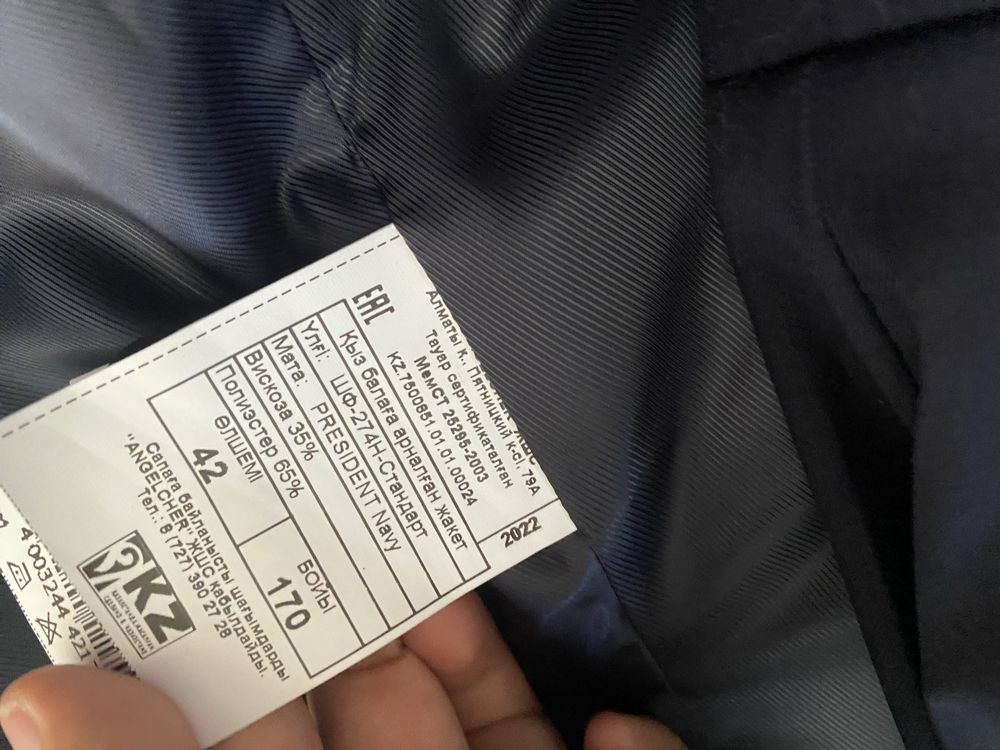 Алматы қ., Пятницкий к-сі, 79А
Тауар сертификатталған
МемСТ 25295-2003
KZ.7500651.01.01.00024
2022
EAC
Қыз балаға арналған жакет
Үлгі: ШФ-274Н-Стандарт
Мата: PRESIDENT Navy
Вискоза 35%
Полиэстер 65%
ӨЛШЕМІ БОЙЫ
42 170
Сапаға байланысты шағымдарды
"ANGELCHER" ЖШС қабылдайды.
Тел.: 8 (727) 390 27 28
KZ
4 003244 421